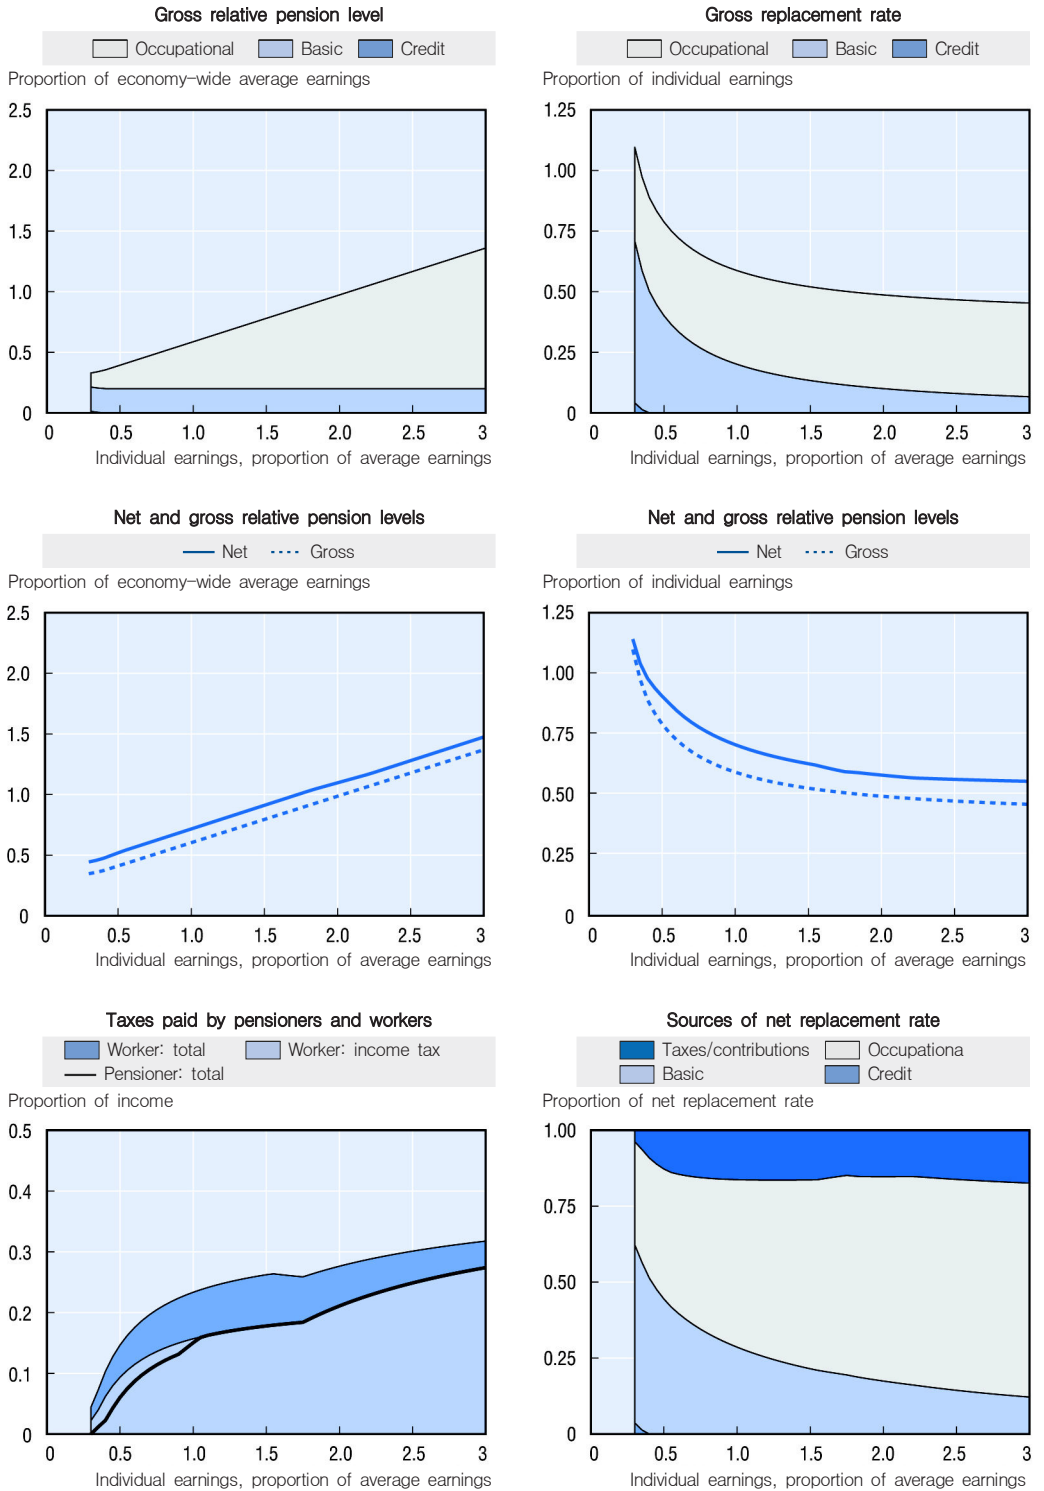 Gross relative pension level
Occupational Basic Credit
Proportion of economy-wide average earnings
2.5
2.0
1.5
1.0
0.5
0
0 0.5 1.0 1.5 2.0 2.5 3
Individual earnings, proportion of average earnings
Gross replacement rate
Occupational Basic Credit
Proportion of individual earnings
1.25
1.00
0.75
0.50
0.25
0
0 0.5 1.0 1.5 2.0 2.5 3
Individual earnings, proportion of average earnings
Net and gross relative pension levels
Net Gross
Proportion of economy-wide average earnings
2.5
2.0
1.5
1.0
0.5
0
0 0.5 1.0 1.5 2.0 2.5 3
Individual earnings, proportion of average earnings
Net and gross relative pension levels
Net Gross
Proportion of individual earnings
1.25
1.00
0.75
0.50
0.25
0
0 0.5 1.0 1.5 2.0 2.5 3
Individual earnings, proportion of average earnings
Taxes paid by pensioners and workers
Worker: total Worker: income tax
Pensioner: total
Proportion of income
0.5
0.4
0.3
0.2
0.1
0
0 0.5 1.0 1.5 2.0 2.5 3
Individual earnings, proportion of average earnings
Sources of net replacement rate
Taxes/contributions Occupationa
Basic Credit
Proportion of net replacement rate
1.00
0.75
0.50
0.25
0
0 0.5 1.0 1.5 2.0 2.5 3
Individual earnings, proportion of average earnings